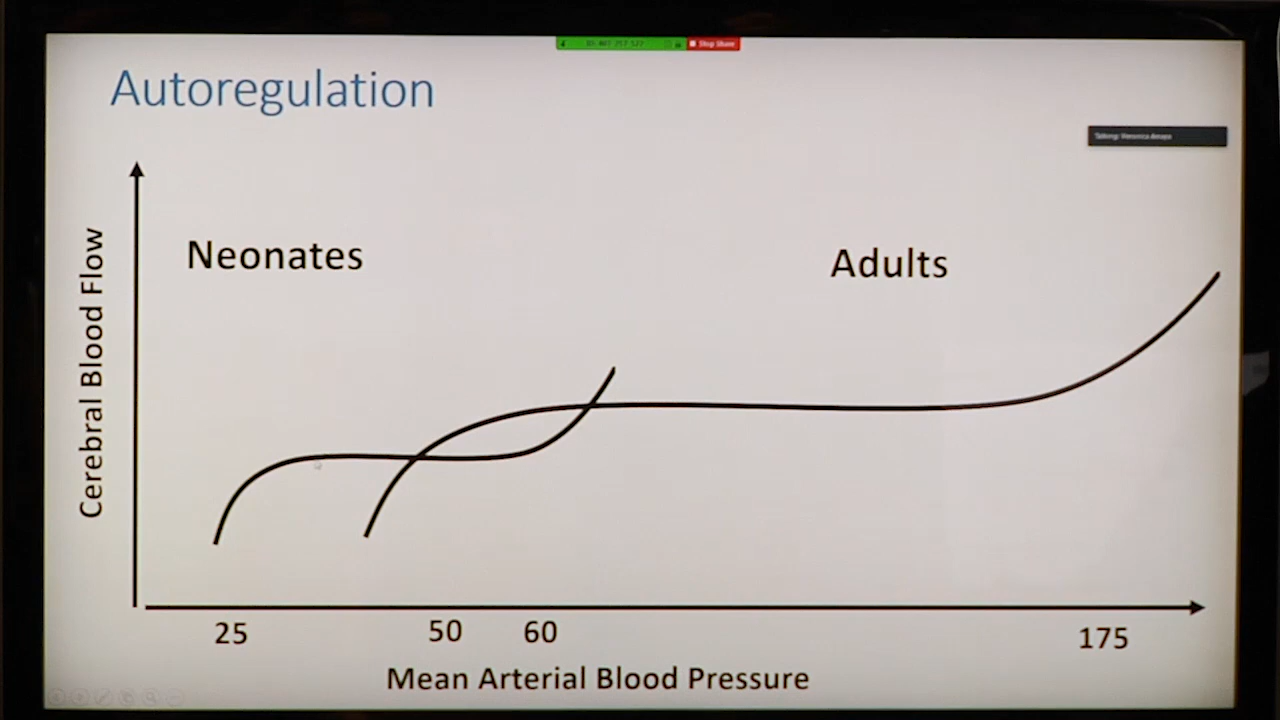 Stop Share
Autoregulation
Neonates
Adults
Cerebral Blood Flow
25
50
60
175
Mean Arterial Blood Pressure